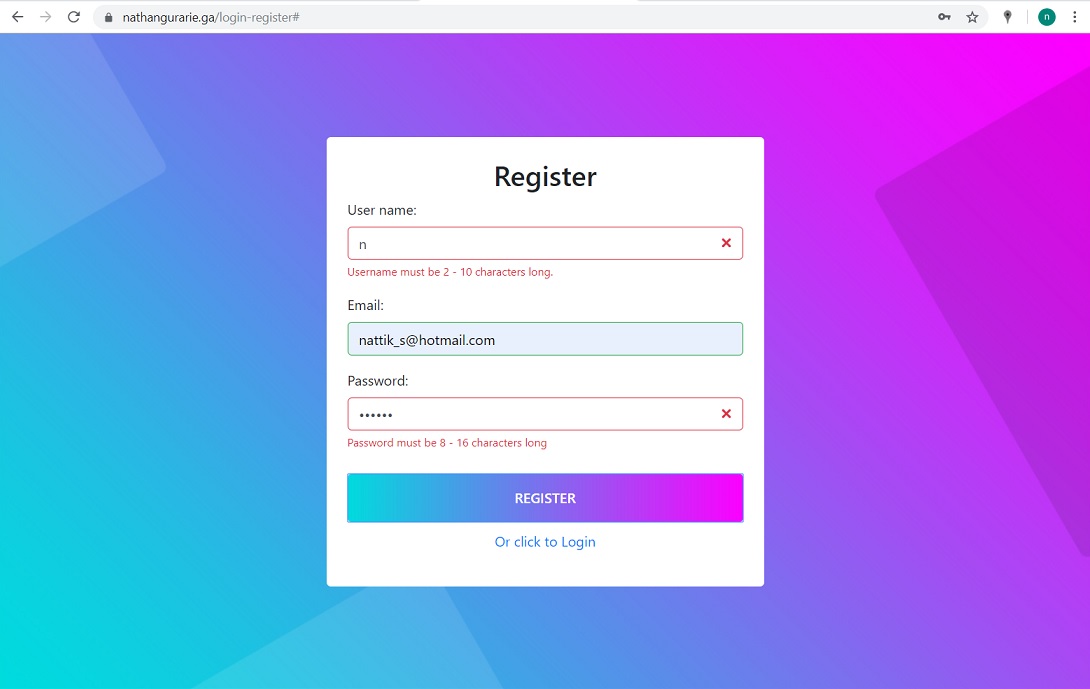 nathangurarie.ga/login-register#
n
Register
User name:
n
Username must be 2 - 10 characters long.
Email:
nattik_s@hotmail.com
Password:
••••••
Password must be 8 - 16 characters long
REGISTER
Or click to Login